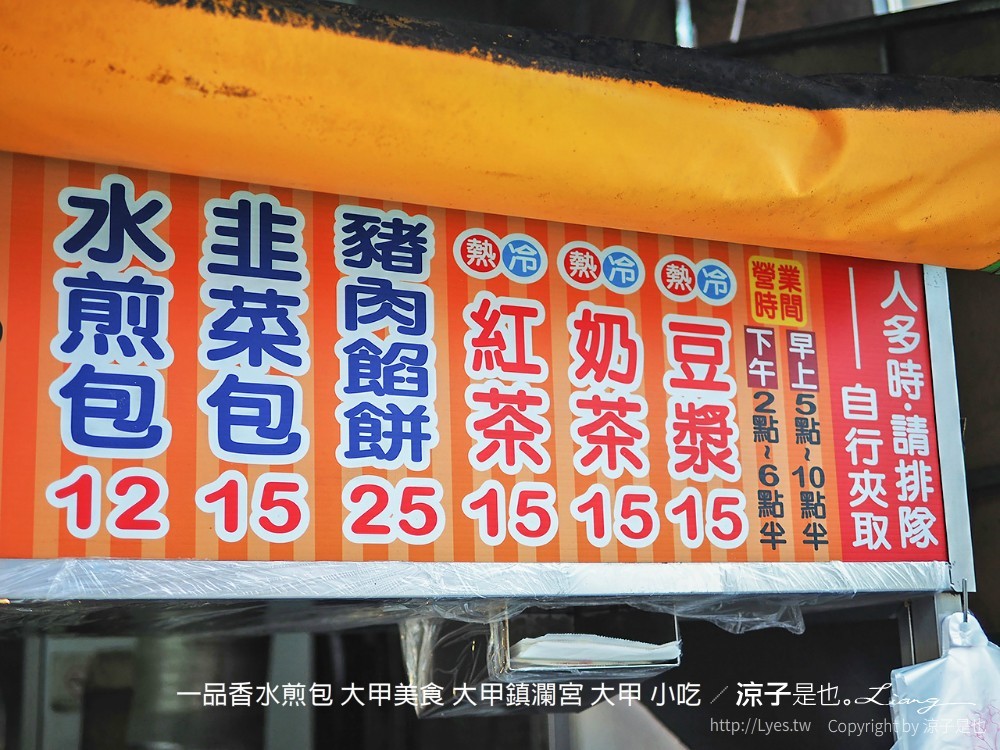 水煎包
12
韭菜包
15
豬肉餡餅
25
熱 冷
紅茶
15
熱 冷
奶茶
15
熱 冷
豆漿
15
營業時間
早上 5點~10點半
下午 2點~6點半
人多時·請排隊
——自行夾取
一品香水煎包 大甲美食 大甲鎮瀾宮 大甲 小吃 / 涼子是也。Liang
http://Lyes.tw Copyright by 涼子是也